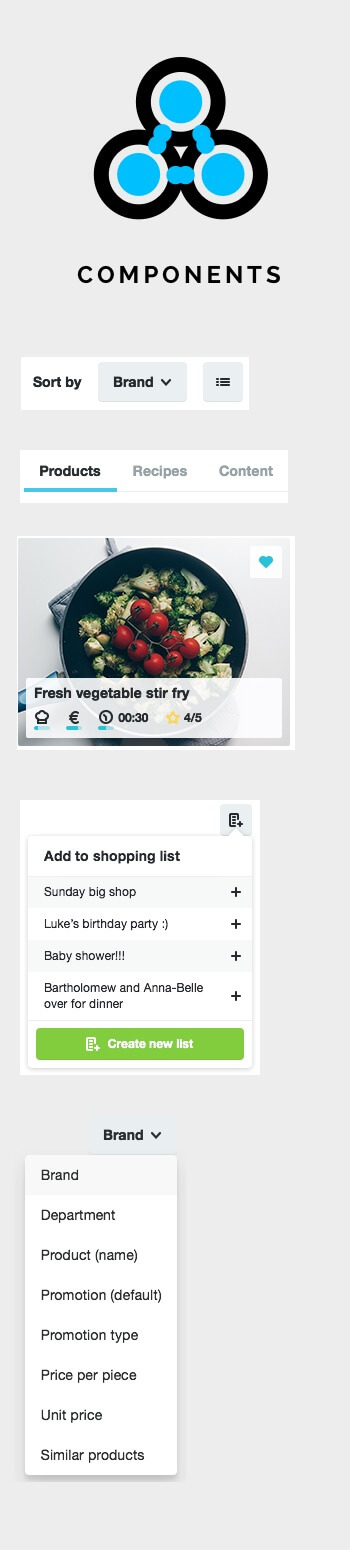 COMPONENTS
Sort by Brand
Products Recipes Content
Fresh vegetable stir fry
€ 00:30 4/5
Add to shopping list
Sunday big shop +
Luke's birthday party :) +
Baby shower!!! +
Bartholomew and Anna-Belle
over for dinner +
Create new list
Brand
Brand
Department
Product (name)
Promotion (default)
Promotion type
Price per piece
Unit price
Similar products